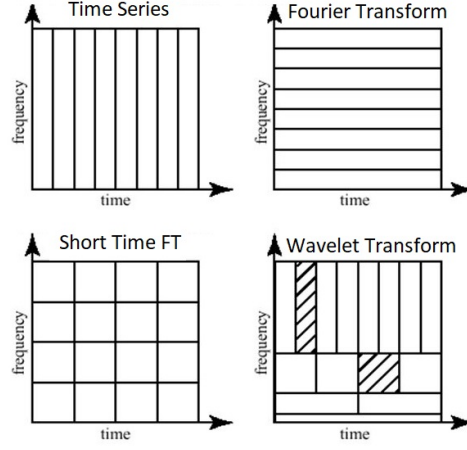 Time Series
frequency
time
Fourier Transform
frequency
time
Short Time FT
frequency
time
Wavelet Transform
frequency
time